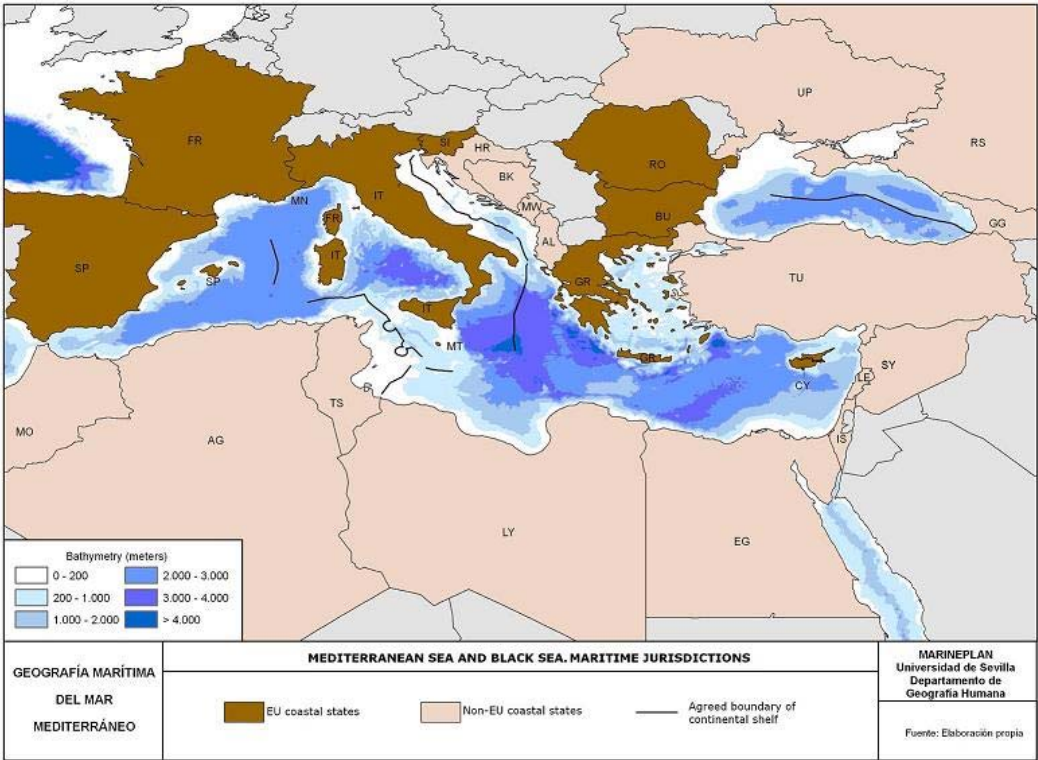 UP
FR
SI
HR
RO
RS
BK
MN
IT
MW
BU
GG
FR
AL
SP
IT
GR
TU
SP
IT
MT
GR
CY
LE
SY
TS
IS
MO
AG
LY
EG
Bathymetry (meters)
0 - 200
2.000 - 3.000
200 - 1.000
3.000 - 4.000
1.000 - 2.000
> 4.000
GEOGRAFÍA MARÍTIMA
DEL MAR
MEDITERRÁNEO
MEDITERRANEAN SEA AND BLACK SEA. MARITIME JURISDICTIONS
EU coastal states
Non-EU coastal states
Agreed boundary of
continental shelf
MARINEPLAN
Universidad de Sevilla
Departamento de
Geografía Humana
Fuente: Elaboración propia